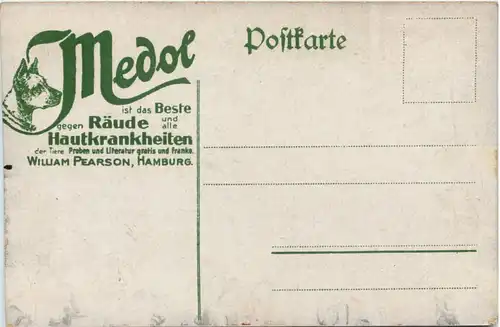 Medol
ist das Beste
gegen Räude und alle
Hautkrankheiten
der Tiere Proben und Literatur gratis und franko.
WILLIAM PEARSON, HAMBURG.
Postkarte